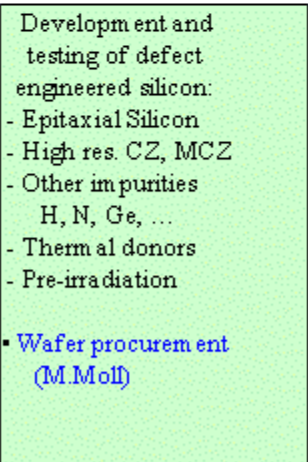 Development and
testing of defect
engineered silicon:
- Epitaxial Silicon
- High res. CZ, MCZ
- Other impurities
H, N, Ge, …
- Thermal donors
- Pre-irradiation
▪ Wafer procurement
(M.Moll)